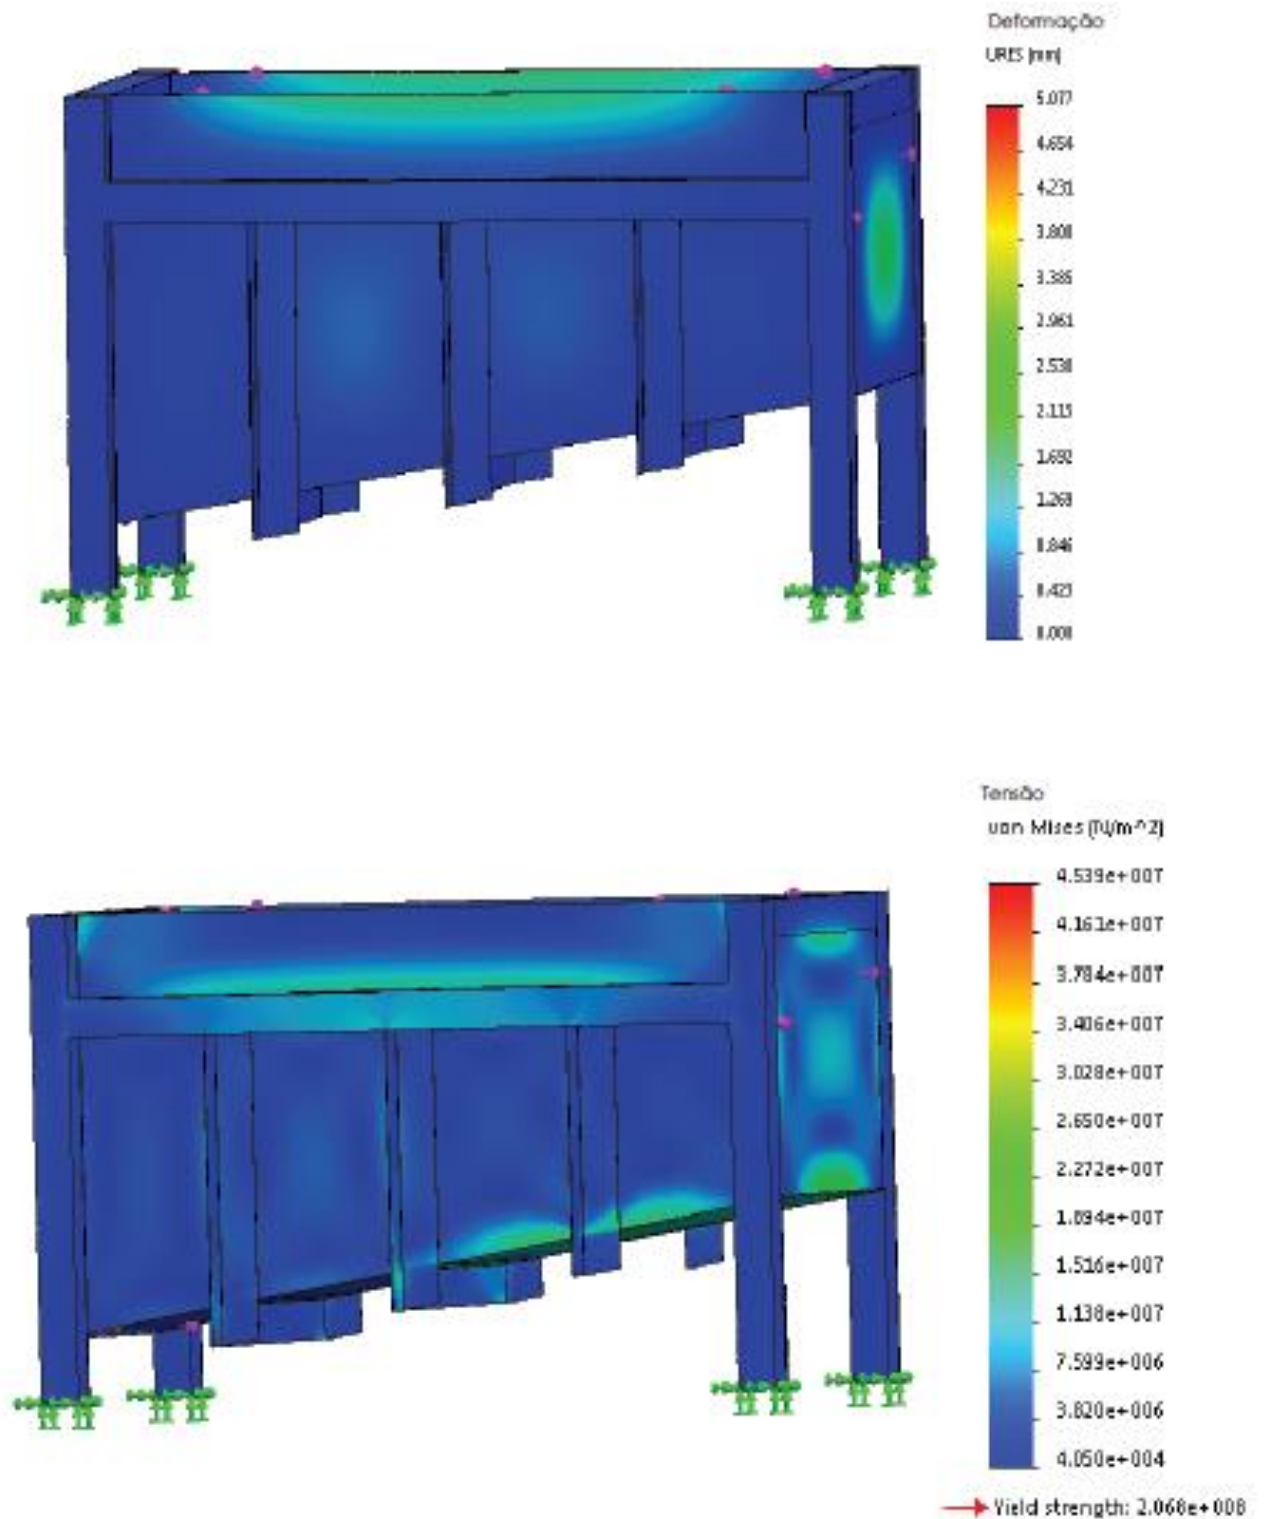 Deformação
URES (mm)
5.077
4.654
4.231
3.808
3.385
2.961
2.538
2.115
1.692
1.269
0.846
0.423
0.000
Tensão
von Mises (N/m^2)
4.539e+007
4.161e+007
3.784e+007
3.406e+007
3.028e+007
2.650e+007
2.272e+007
1.894e+007
1.516e+007
1.138e+007
7.599e+006
3.820e+006
4.050e+004
Yield strength: 2.068e+008